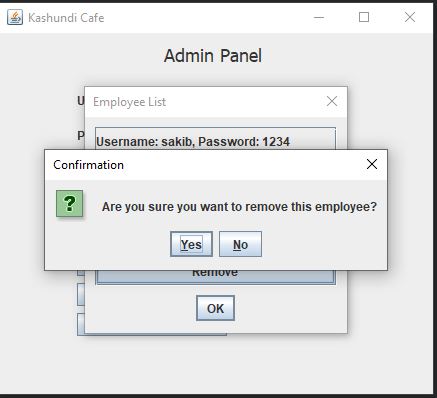 Kashundi Cafe
Admin Panel
U
Employee List
P
Username: sakib, Password: 1234
Confirmation
Are you sure you want to remove this employee?
Yes No
Remove
OK